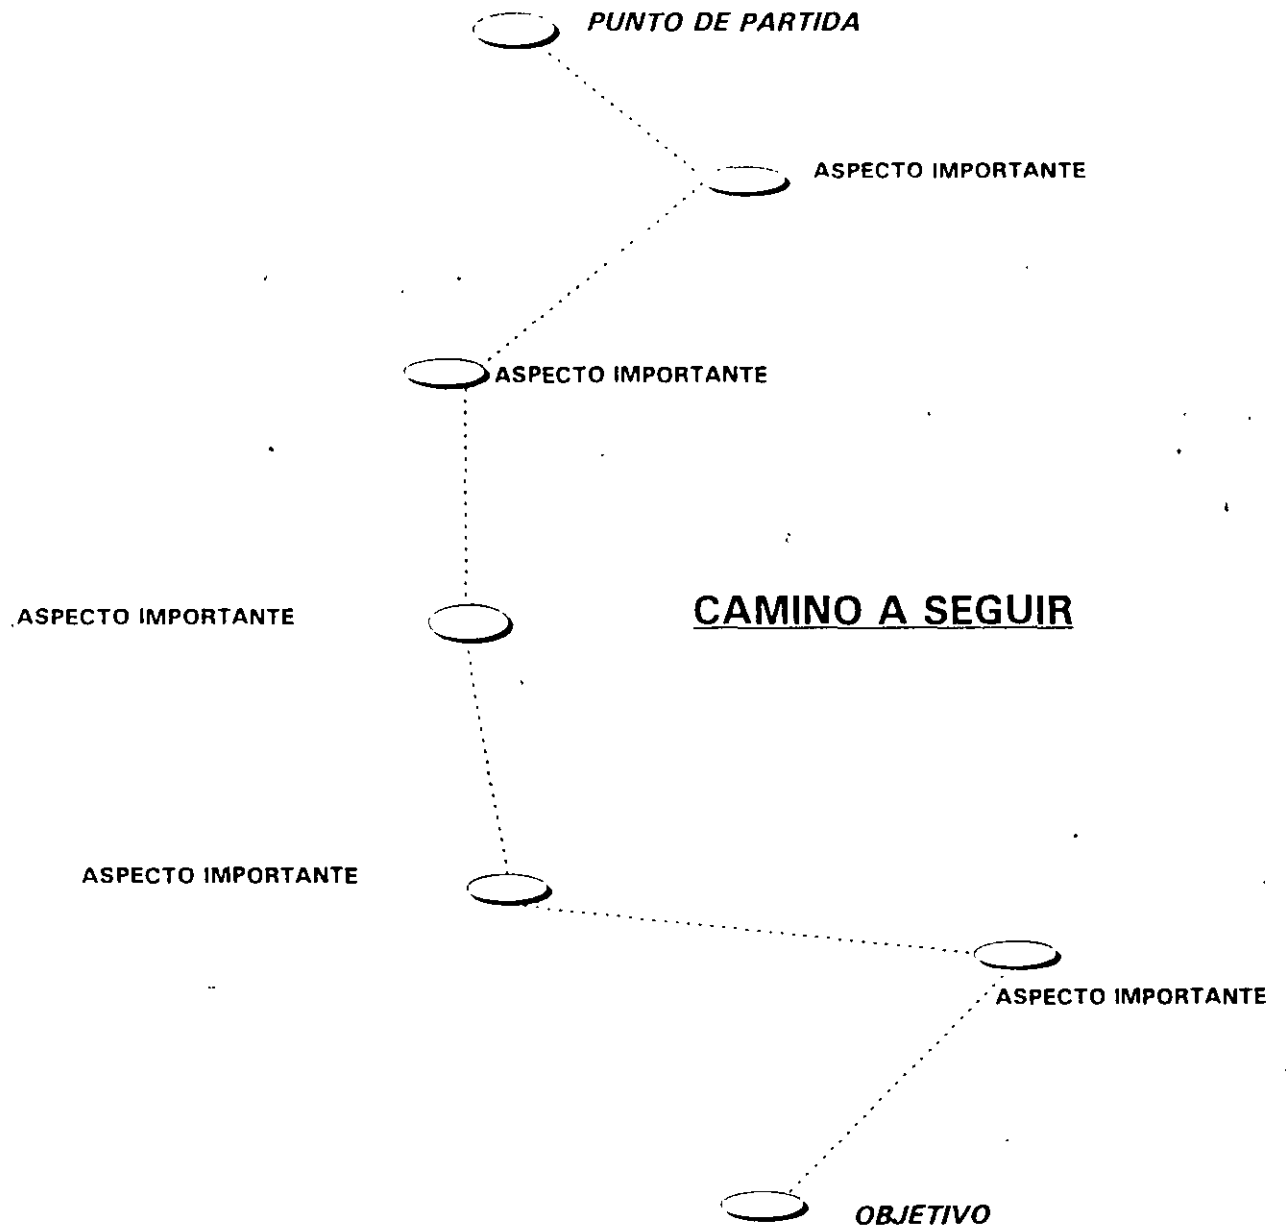 PUNTO DE PARTIDA
ASPECTO IMPORTANTE
ASPECTO IMPORTANTE
ASPECTO IMPORTANTE
CAMINO A SEGUIR
ASPECTO IMPORTANTE
ASPECTO IMPORTANTE
OBJETIVO